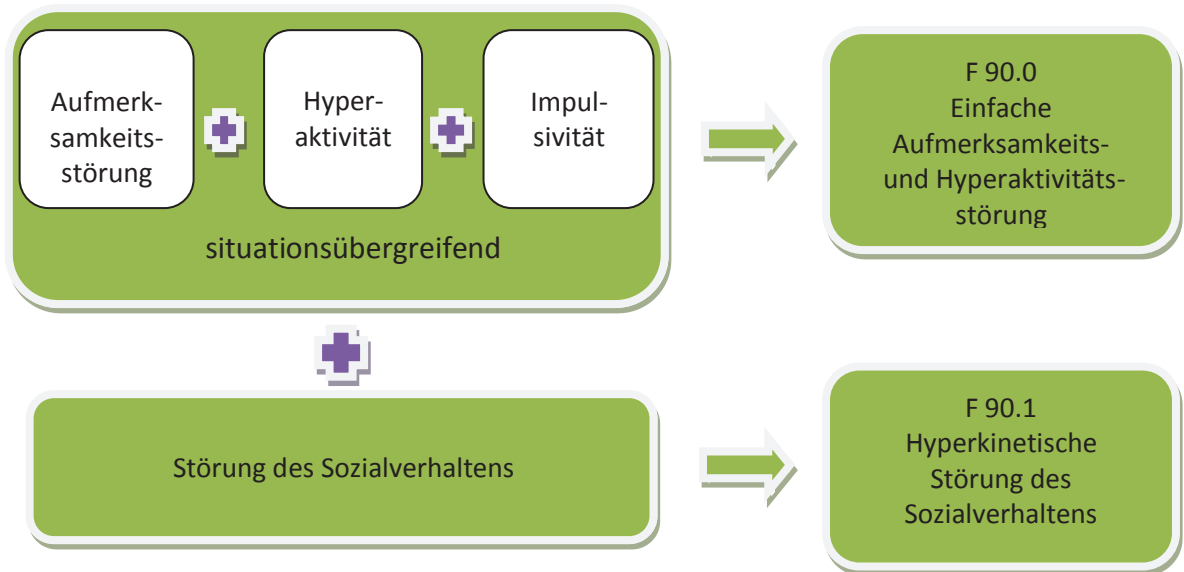 Aufmerk-
samkeits-
störung
Hyper-
aktivität
Impul-
sivität
situationsübergreifend
F 90.0
Einfache
Aufmerksamkeits-
und Hyperaktivitäts-
störung
Störung des Sozialverhaltens
F 90.1
Hyperkinetische
Störung des
Sozialverhaltens